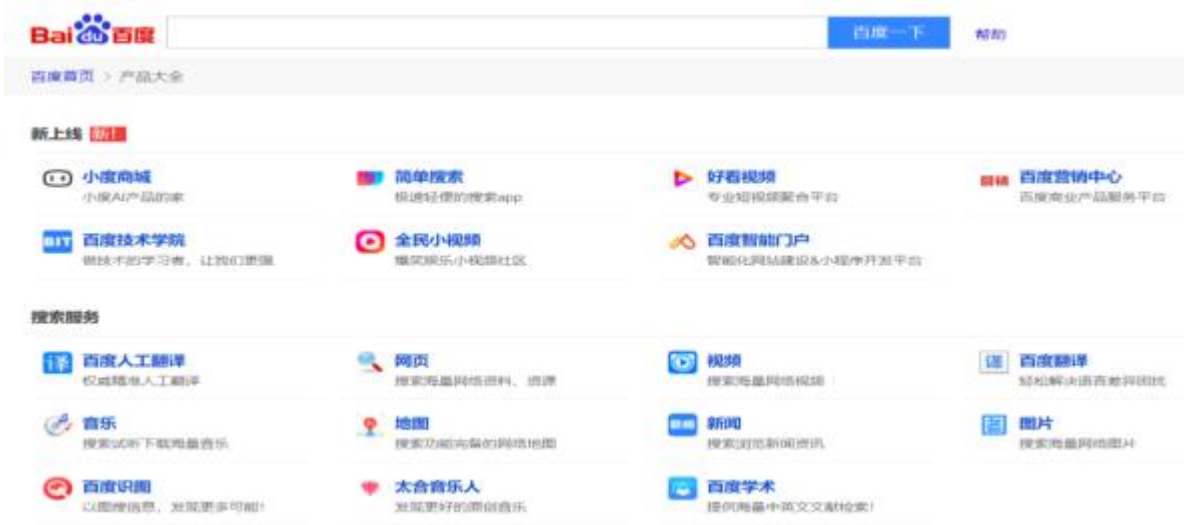 Bai du 百度
百度一下 帮助
百度首页 > 产品大全
新上线 新!
小度商城 简单搜索 好看视频 营销 百度营销中心
小度AI产品的家 极速轻便的搜索app 专业短视频聚合平台 百度商业产品服务平台
BIT 百度技术学院 全民小视频 百度智能门户
做技术的学习者，让我们更强 爆笑娱乐小视频社区 智能化网站建设&小程序开发平台
搜索服务
译 百度人工翻译 网页 视频 译 百度翻译
权威精准人工翻译 搜索海量网络资料、资源 搜索海量网络视频 轻松解决语言差异困扰
音乐 地图 新闻 图片
搜索试听下载海量音乐 搜索功能完备的网络地图 搜索浏览新闻资讯 搜索海量网络图片
百度识图 太合音乐人 百度学术
以图搜信息，发现更多可能! 发现更好的原创音乐 提供海量中英文文献检索!